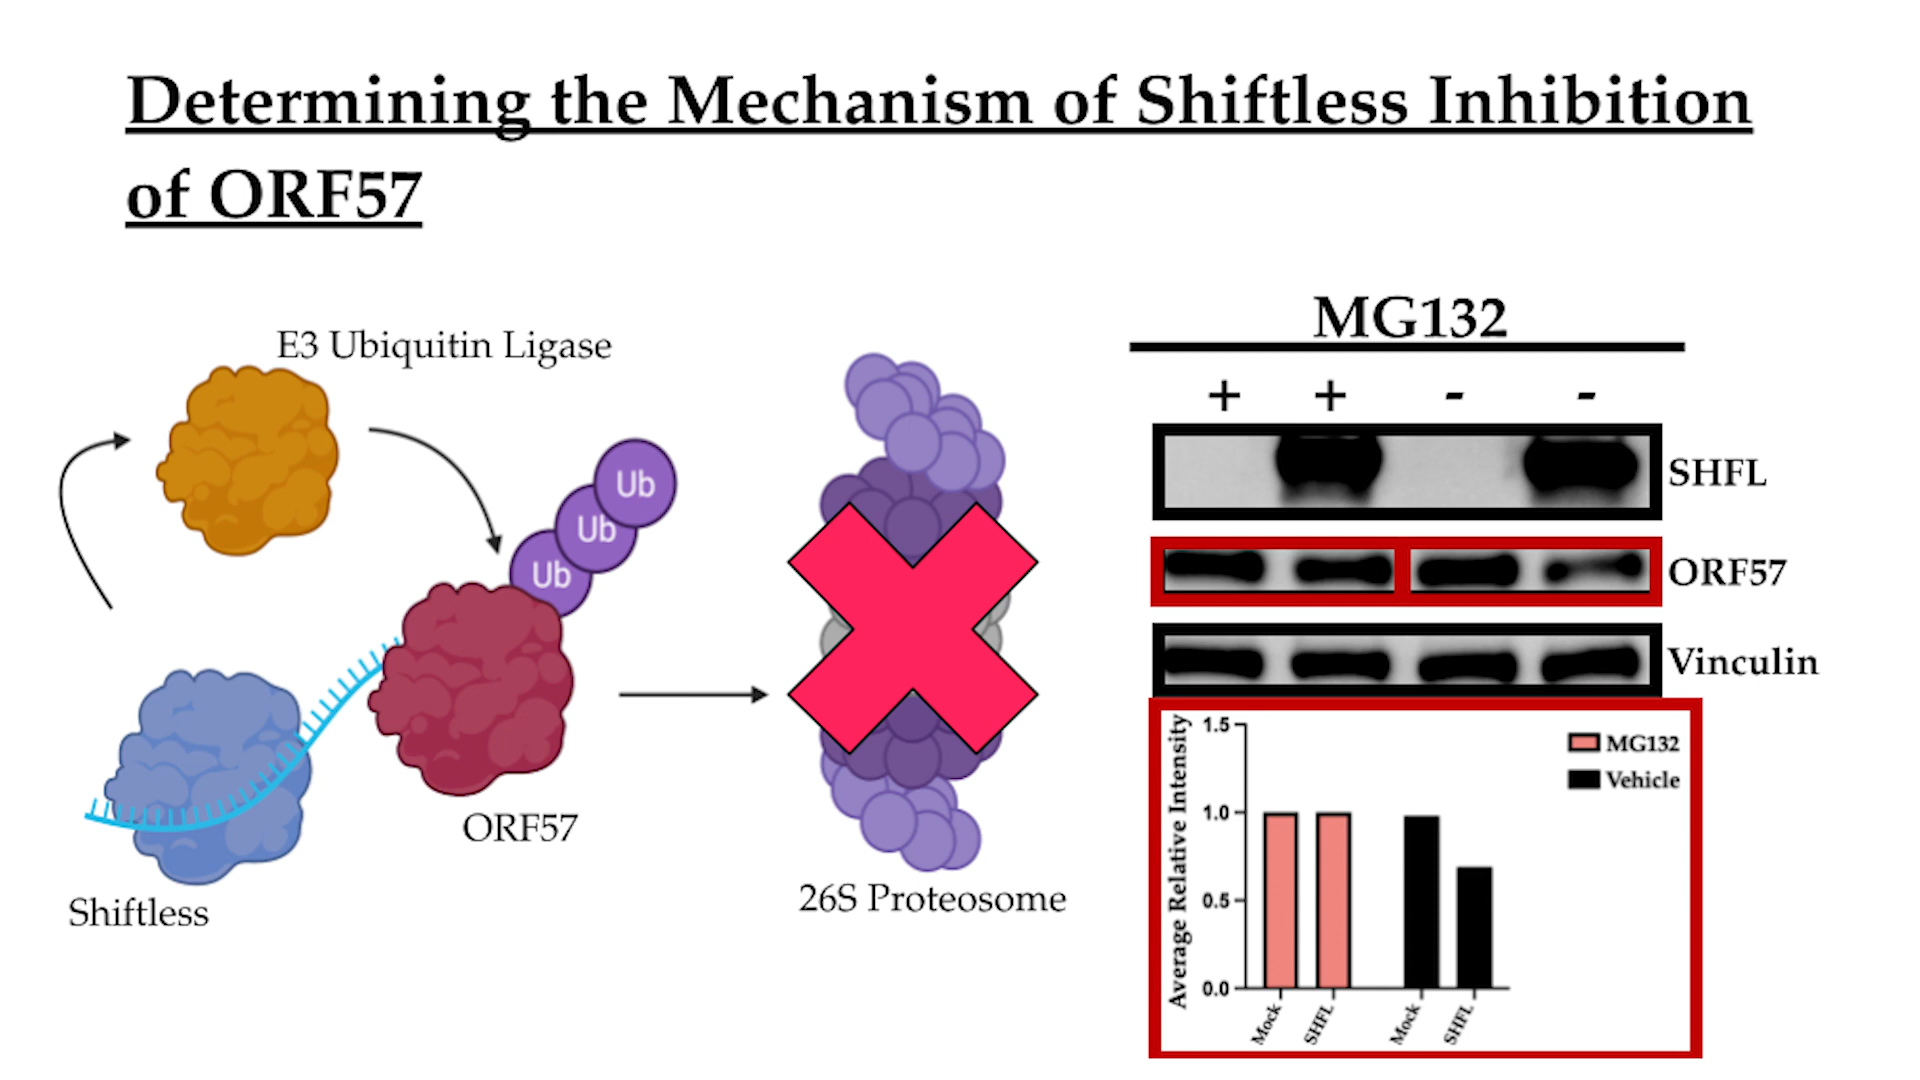 Determining the Mechanism of Shiftless Inhibition
of ORF57
E3 Ubiquitin Ligase
Ub
Ub
Ub
ORF57
Shiftless
26S Proteosome
MG132
+ + - -
SHFL
ORF57
Vinculin
Average Relative Intensity
1.5
1.0
0.5
0.0
MG132
Vehicle
Mock
SHFL
Mock
SHFL